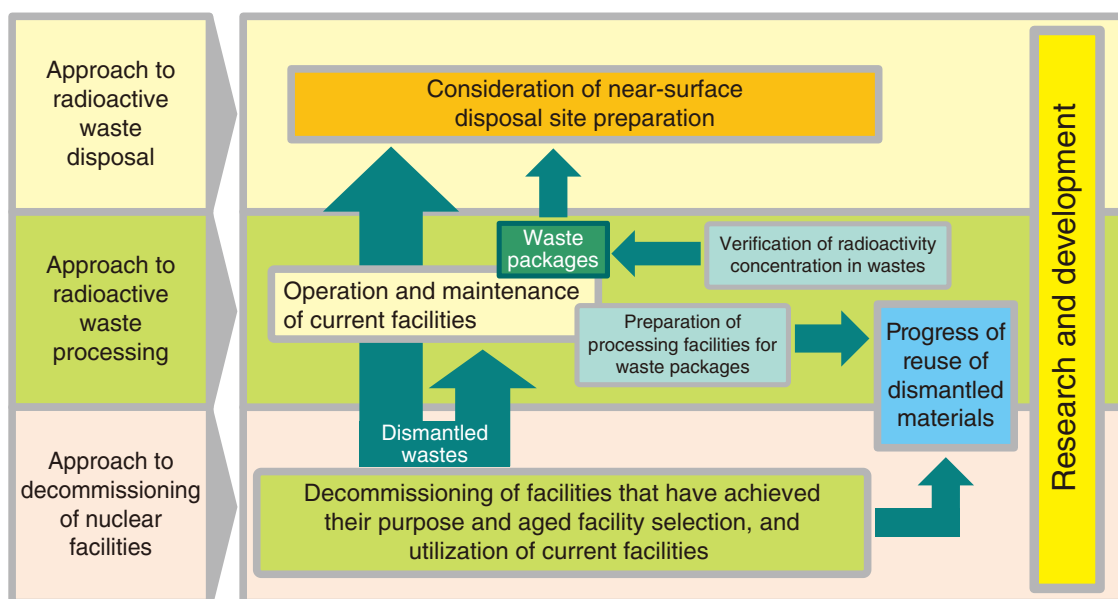 Approach to
radioactive
waste
disposal
Consideration of near-surface
disposal site preparation
Approach to
radioactive
waste
processing
Waste
packages
Verification of radioactivity
concentration in wastes
Operation and maintenance
of current facilities
Preparation of
processing facilities for
waste packages
Progress of
reuse of
dismantled
materials
Approach to
decommissioning
of nuclear
facilities
Dismantled
wastes
Decommissioning of facilities that have achieved
their purpose and aged facility selection, and
utilization of current facilities
Research and development